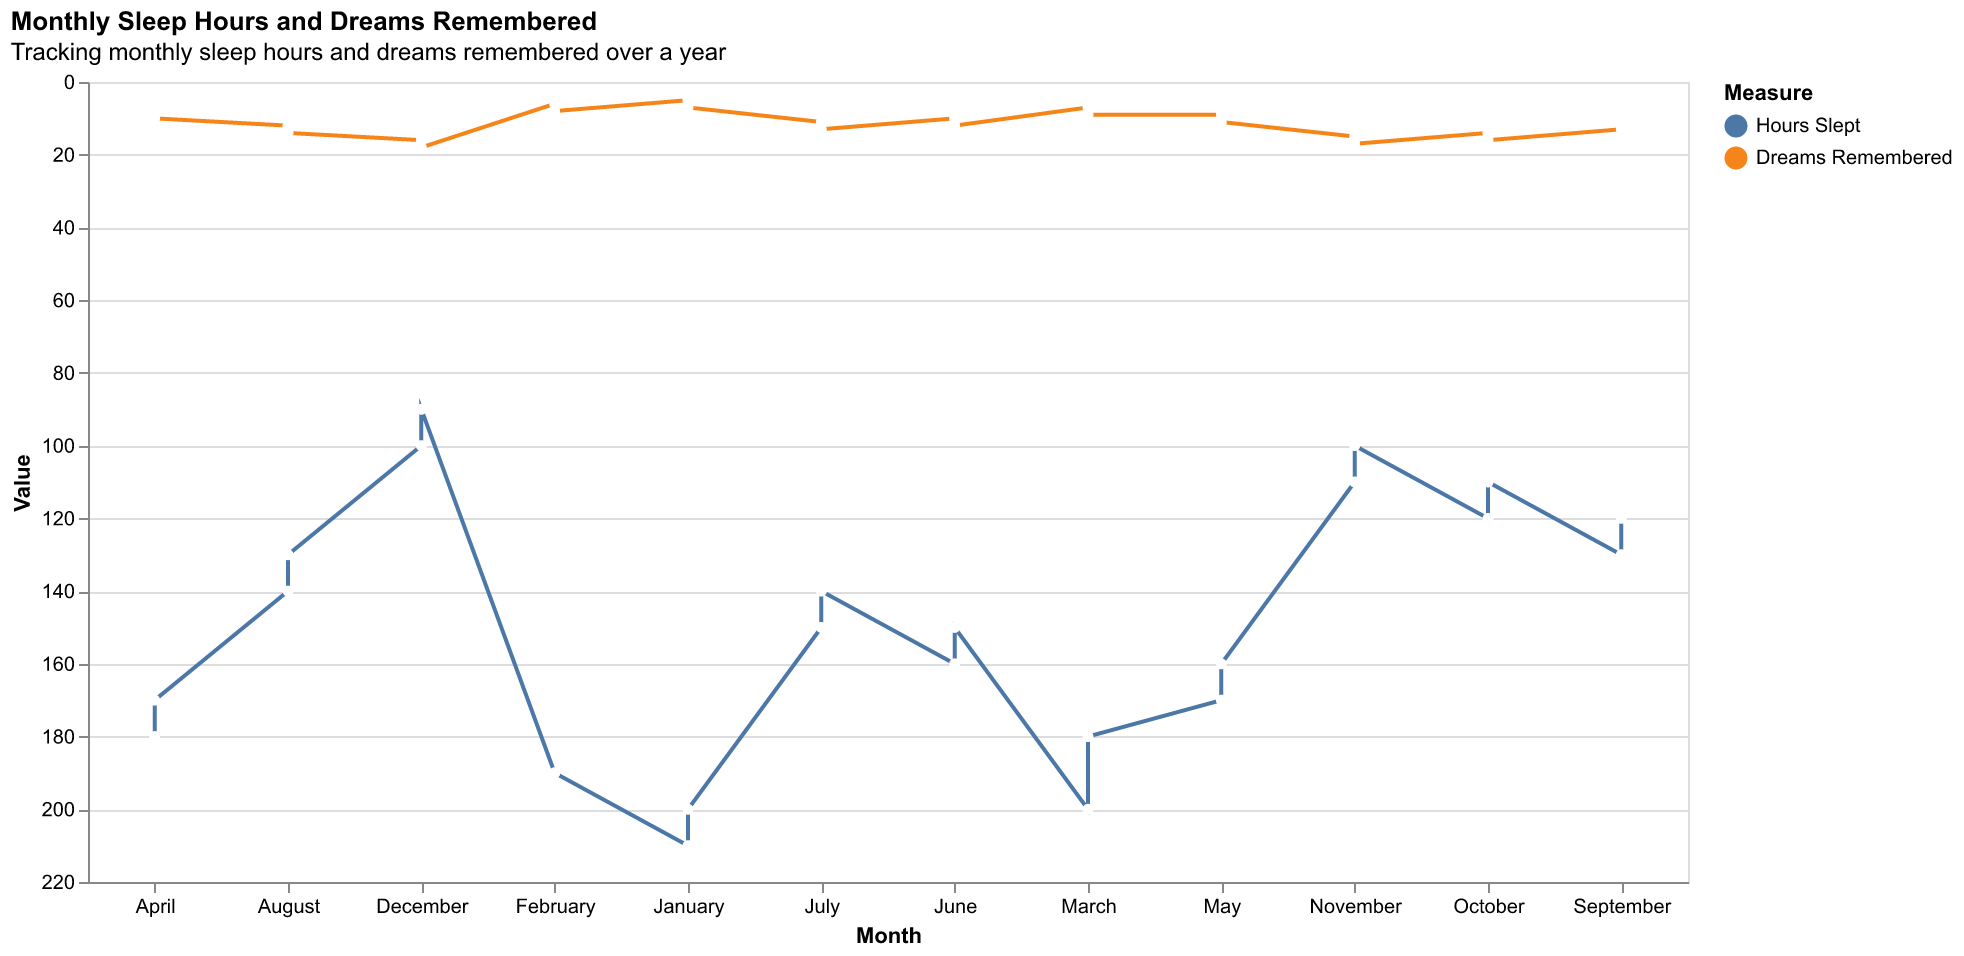 Monthly Sleep Hours and Dreams Remembered
Tracking monthly sleep hours and dreams remembered over a year
Measure
Hours Slept
Dreams Remembered
Value
0
20
40
60
80
100
120
140
160
180
200
220
April August December February January July June March May November October September
Month